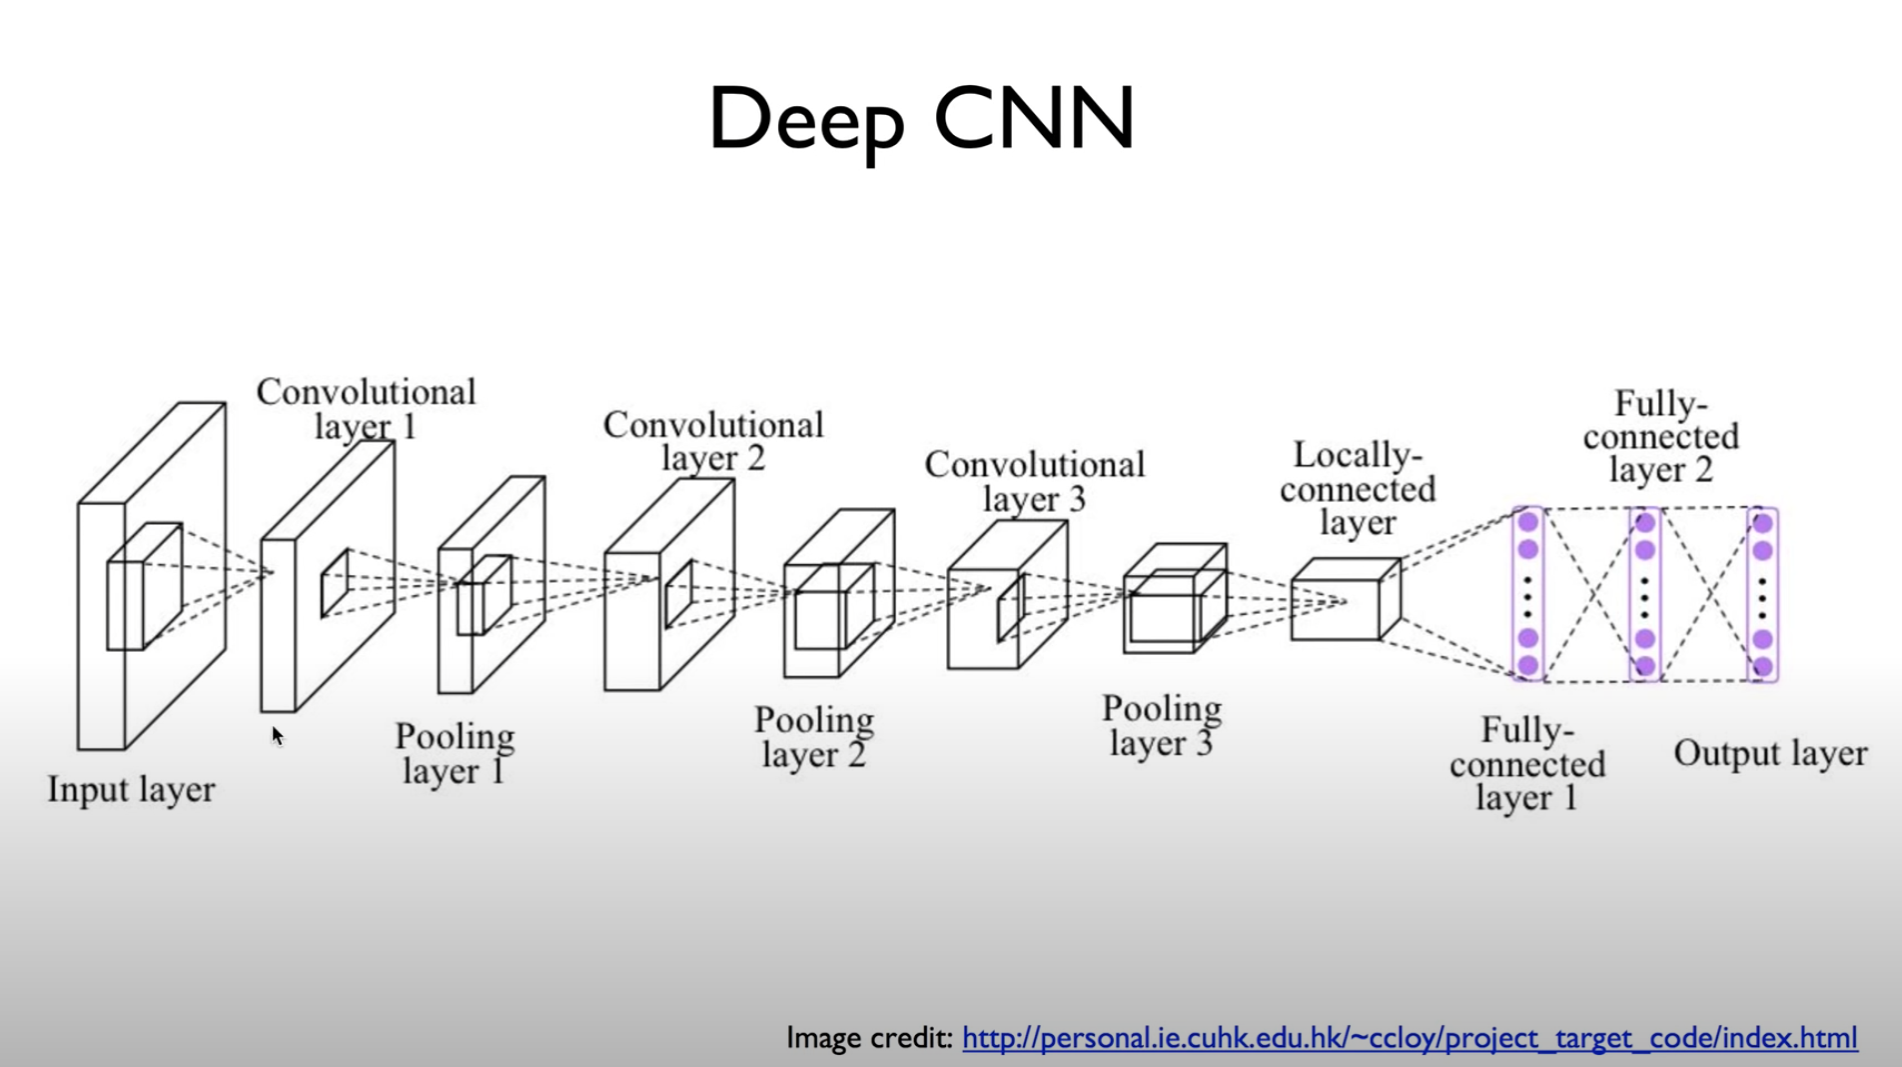 Deep CNN
Convolutional
layer 1
Convolutional
layer 2
Convolutional
layer 3
Locally-
connected
layer
Fully-
connected
layer 2
Input layer
Pooling
layer 1
Pooling
layer 2
Pooling
layer 3
Fully-
connected
layer 1
Output layer
Image credit: http://personal.ie.cuhk.edu.hk/~ccloy/project_target_code/index.html